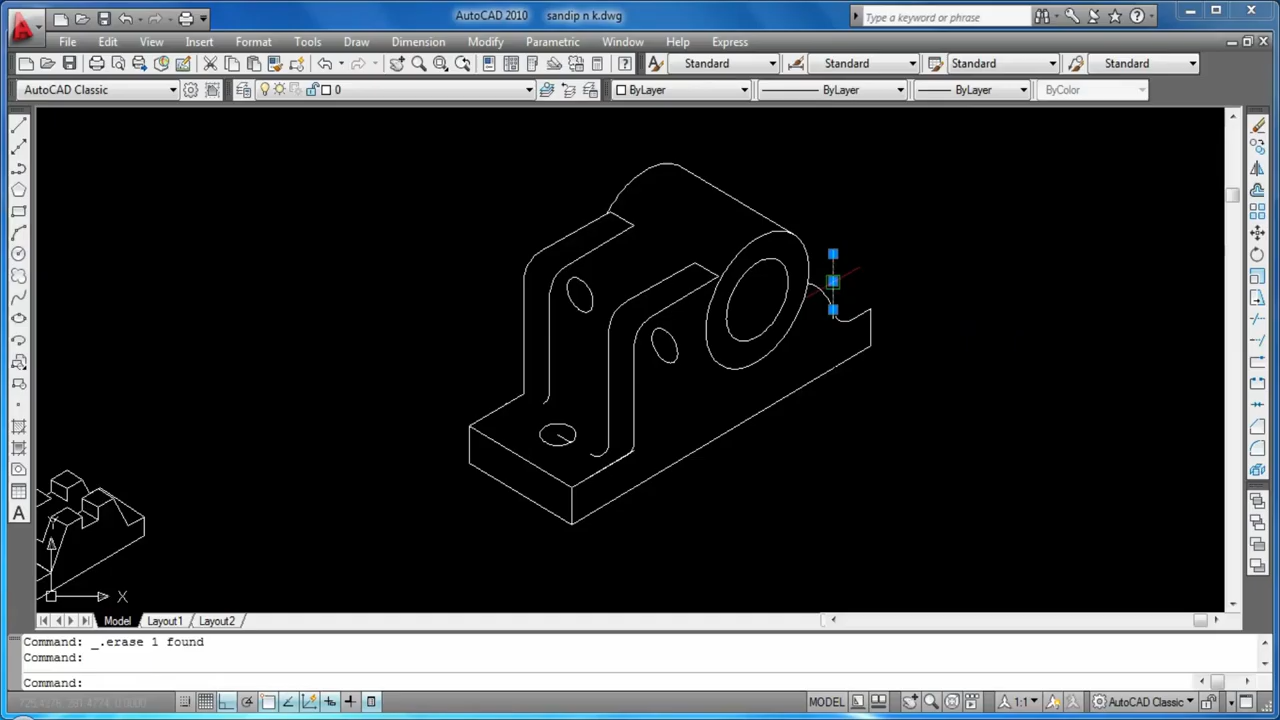 AutoCAD 2010 sandip n k.dwg Type a keyword or phrase
File Edit View Insert Format Tools Draw Dimension Modify Parametric Window Help Express
Standard Standard Standard Standard
AutoCAD Classic 0 ByLayer ByLayer ByLayer ByColor
A
X
Model Layout1 Layout2
Command: _.erase 1 found
Command:
Command:
MODEL 1:1 AutoCAD Classic